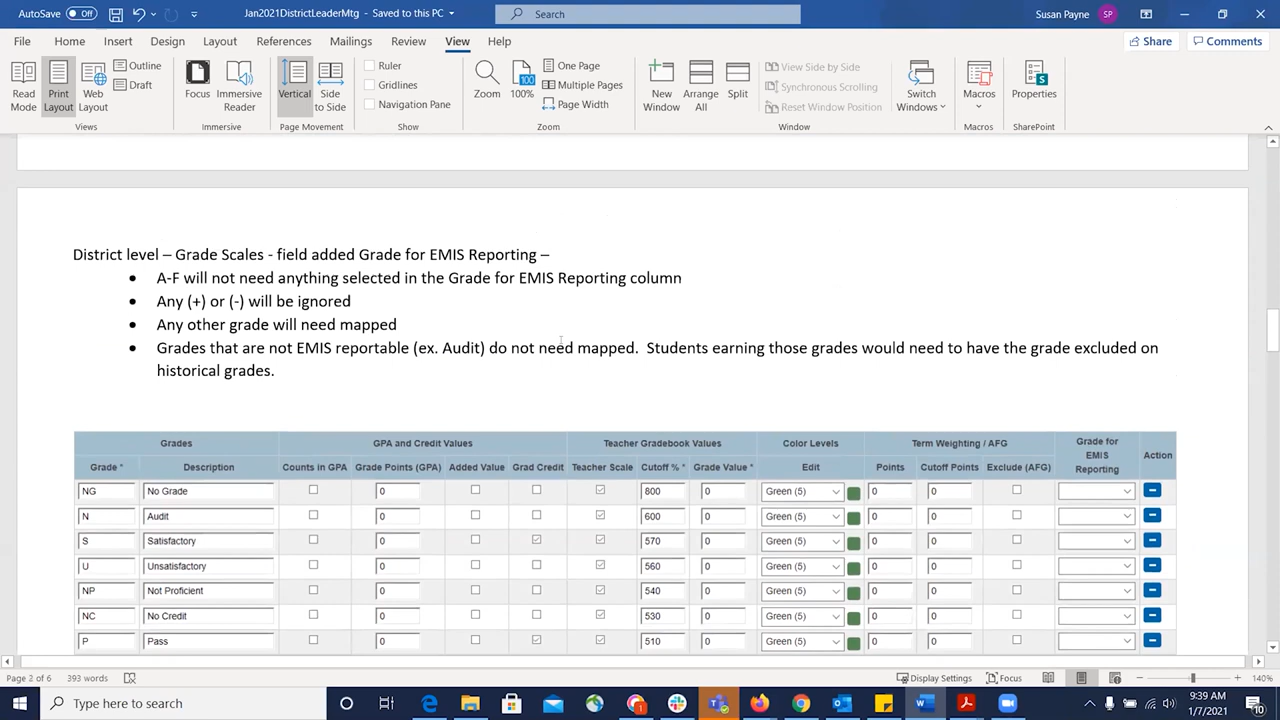 AutoSave Off Jan2021DistrictLeaderMtg - Saved to this PC Search Susan Payne SP
File Home Insert Design Layout References Mailings Review View Help Share Comments
Read Mode Print Layout Web Layout Outline Draft Focus Immersive Reader Vertical Side to Side Ruler Gridlines Navigation Pane Zoom 100 100% One Page Multiple Pages Page Width New Window Arrange All Split View Side by Side Synchronous Scrolling Reset Window Position Switch Windows Macros Properties
Views Immersive Page Movement Show Zoom Window Macros SharePoint
District level – Grade Scales - field added Grade for EMIS Reporting –
• A-F will not need anything selected in the Grade for EMIS Reporting column
• Any (+) or (-) will be ignored
• Any other grade will need mapped
• Grades that are not EMIS reportable (ex. Audit) do not need mapped. Students earning those grades would need to have the grade excluded on
historical grades.
Grades GPA and Credit Values Teacher Gradebook Values Color Levels Term Weighting / AFG Grade for EMIS Reporting Action
Grade * Description Counts in GPA Grade Points (GPA) Added Value Grad Credit Teacher Scale Cutoff % * Grade Value * Edit Points Cutoff Points Exclude (AFG)
NG No Grade 0 800 0 Green (5) 0 0
N Audit 0 600 0 Green (5) 0 0
S Satisfactory 0 570 0 Green (5) 0 0
U Unsatisfactory 0 560 0 Green (5) 0 0
NP Not Proficient 0 540 0 Green (5) 0 0
NC No Credit 0 530 0 Green (5) 0 0
P Pass 0 510 0 Green (5) 0 0
Page 2 of 6 393 words Display Settings Focus 140%
Type here to search 9:39 AM
1/7/2021